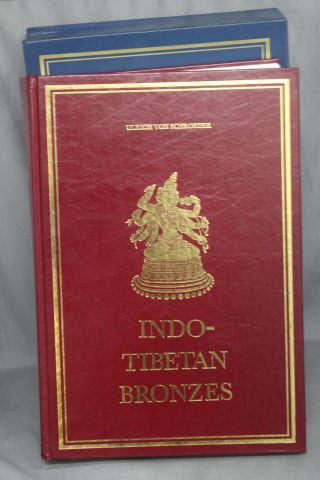 ULRICH VON SCHROEDER
INDO-
TIBETAN
BRONZES